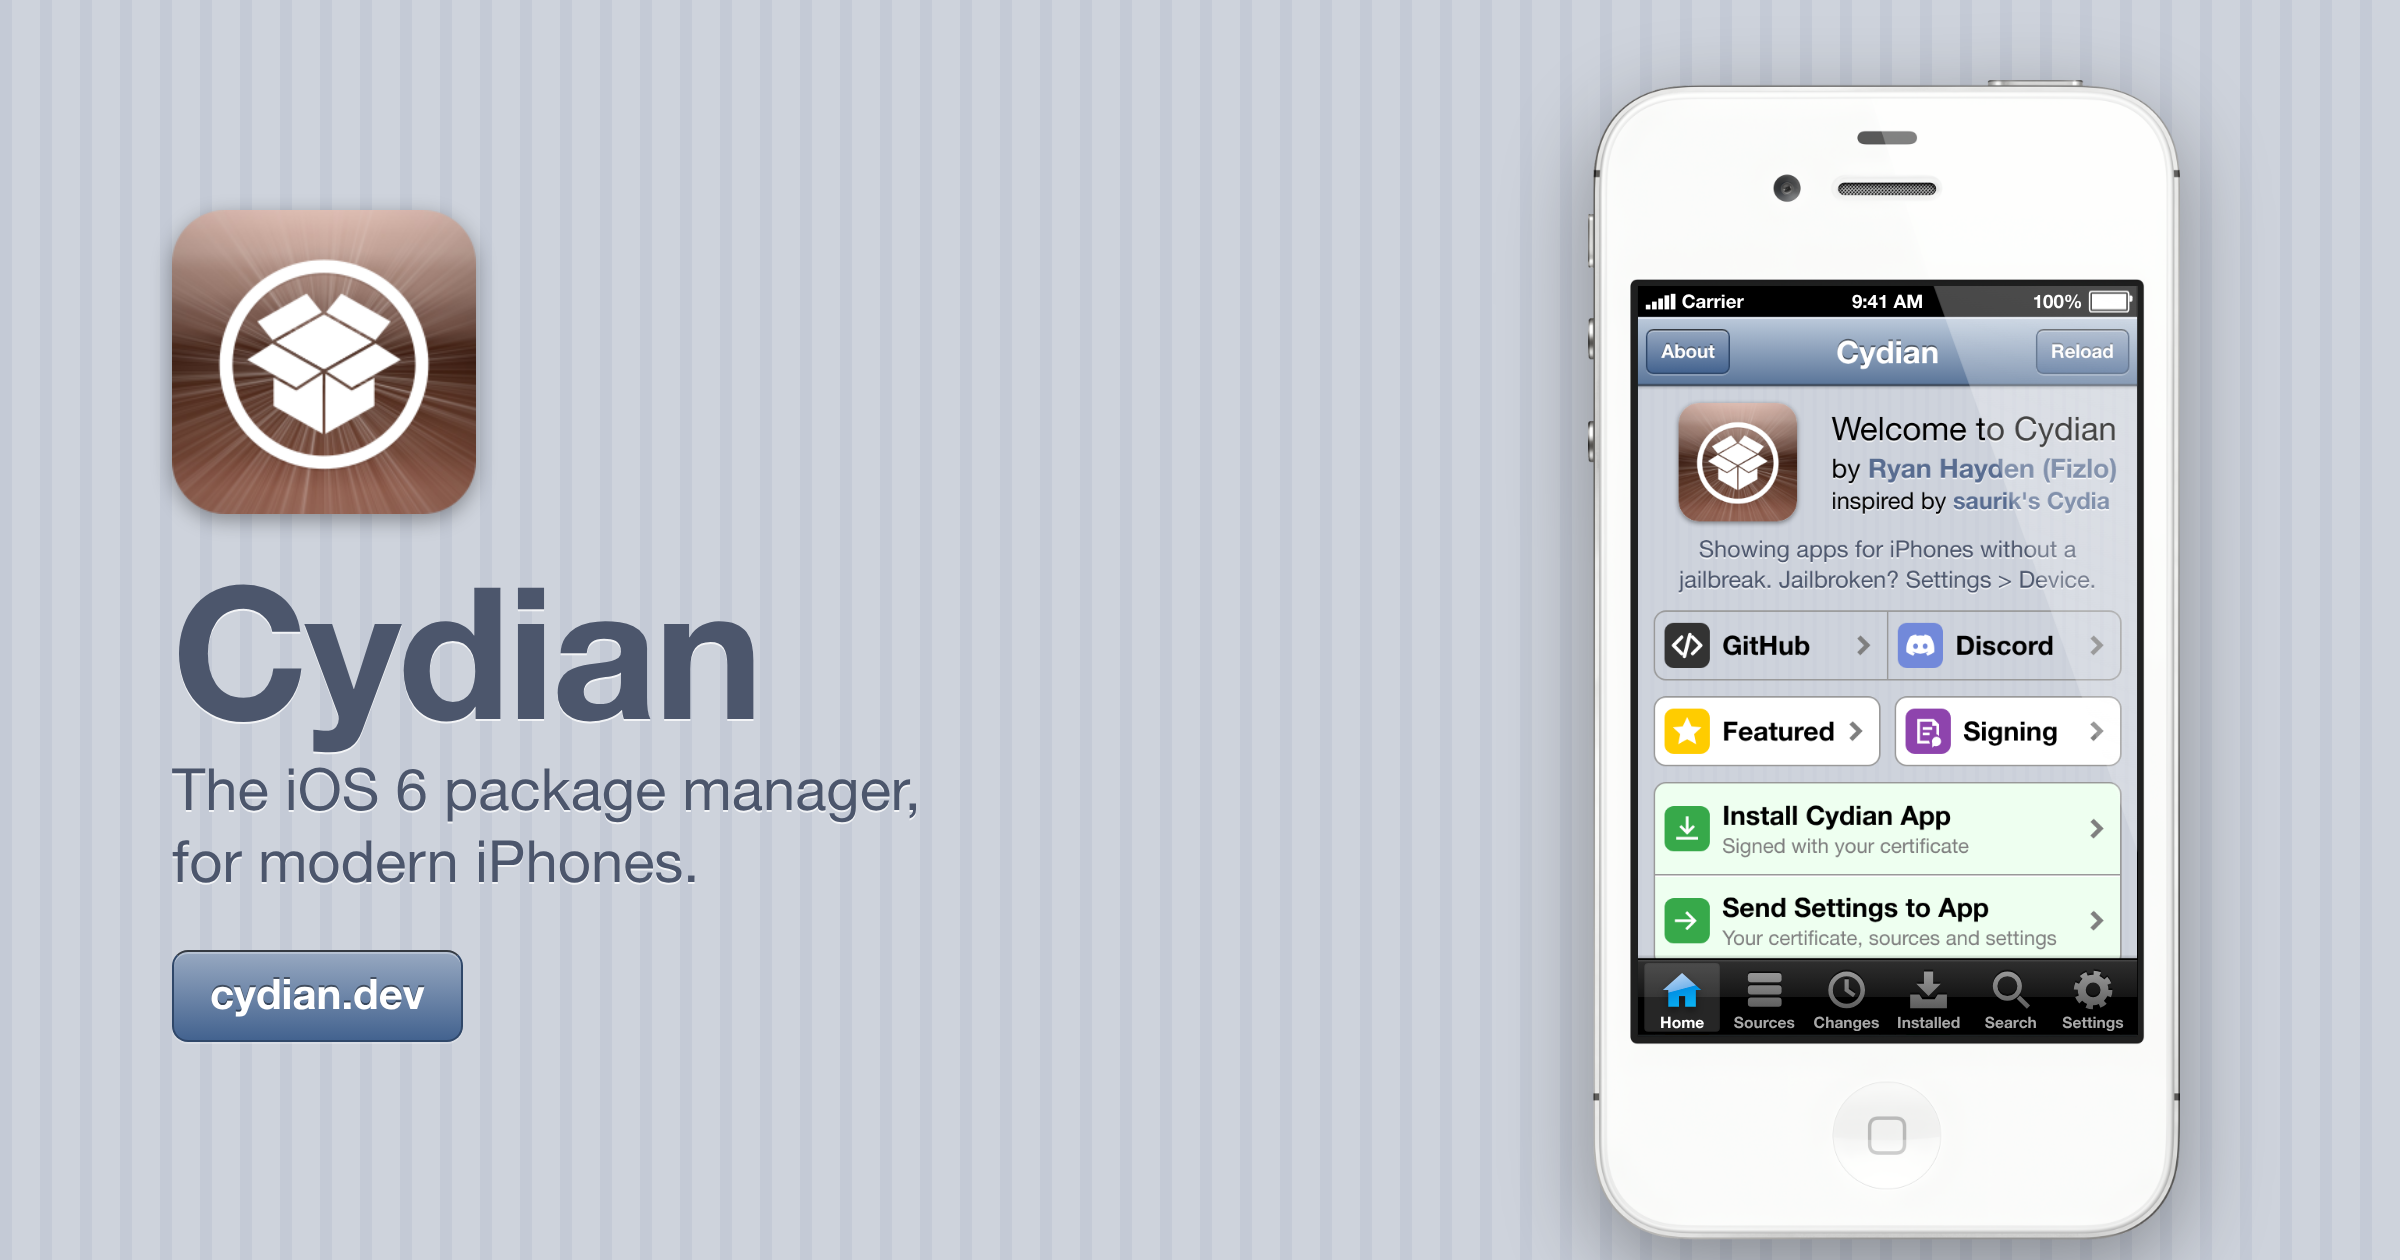 Cydian
The iOS 6 package manager,
for modern iPhones.
cydian.dev
Carrier
9:41 AM
100%
About
Cydian
Reload
Welcome to Cydian
by Ryan Hayden (Fizlo)
inspired by saurik's Cydia
Showing apps for iPhones without a
jailbreak. Jailbroken? Settings > Device.
GitHub
Discord
Featured
Signing
Install Cydian App
Signed with your certificate
Send Settings to App
Your certificate, sources and settings
Home
Sources
Changes
Installed
Search
Settings